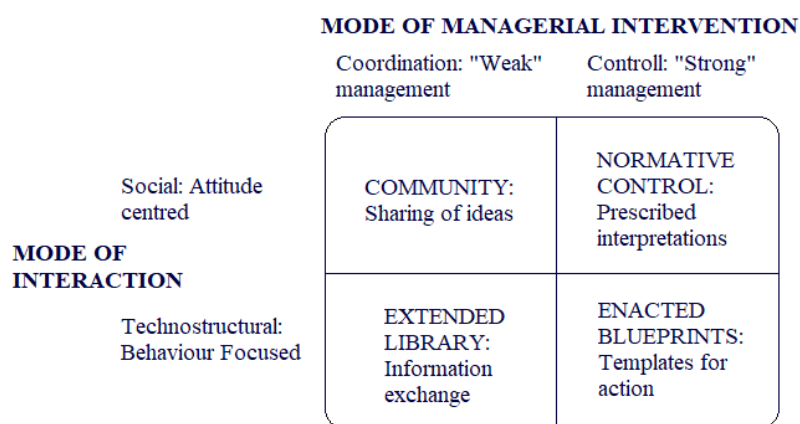 MODE OF MANAGERIAL INTERVENTION
Coordination: "Weak"
management
Controll: "Strong"
management
Social: Attitude
centred
COMMUNITY:
Sharing of ideas
NORMATIVE
CONTROL:
Prescribed
interpretations
MODE OF
INTERACTION
Technostructural:
Behaviour Focused
EXTENDED
LIBRARY:
Information
exchange
ENACTED
BLUEPRINTS:
Templates for
action